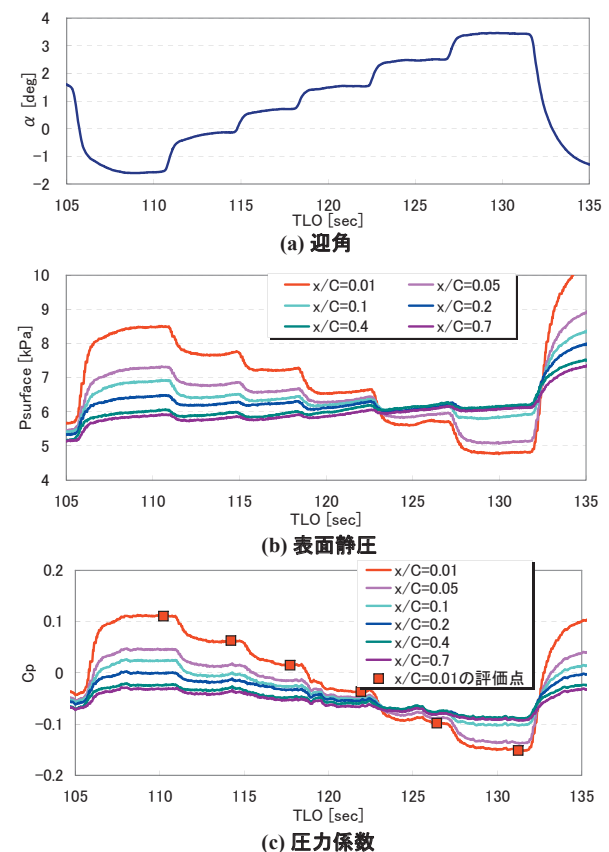 4
3
2
1
0
-1
-2
α [deg]
105 110 115 120 125 130 135
TLO [sec]
(a) 迎角
10
9
8
7
6
5
4
Psurface [kPa]
x/C=0.01 x/C=0.05
x/C=0.1 x/C=0.2
x/C=0.4 x/C=0.7
105 110 115 120 125 130 135
TLO [sec]
(b) 表面静圧
0.2
0.1
0
-0.1
-0.2
Cp
x/C=0.01
x/C=0.05
x/C=0.1
x/C=0.2
x/C=0.4
x/C=0.7
x/C=0.01の評価点
105 110 115 120 125 130 135
TLO [sec]
(c) 圧力係数